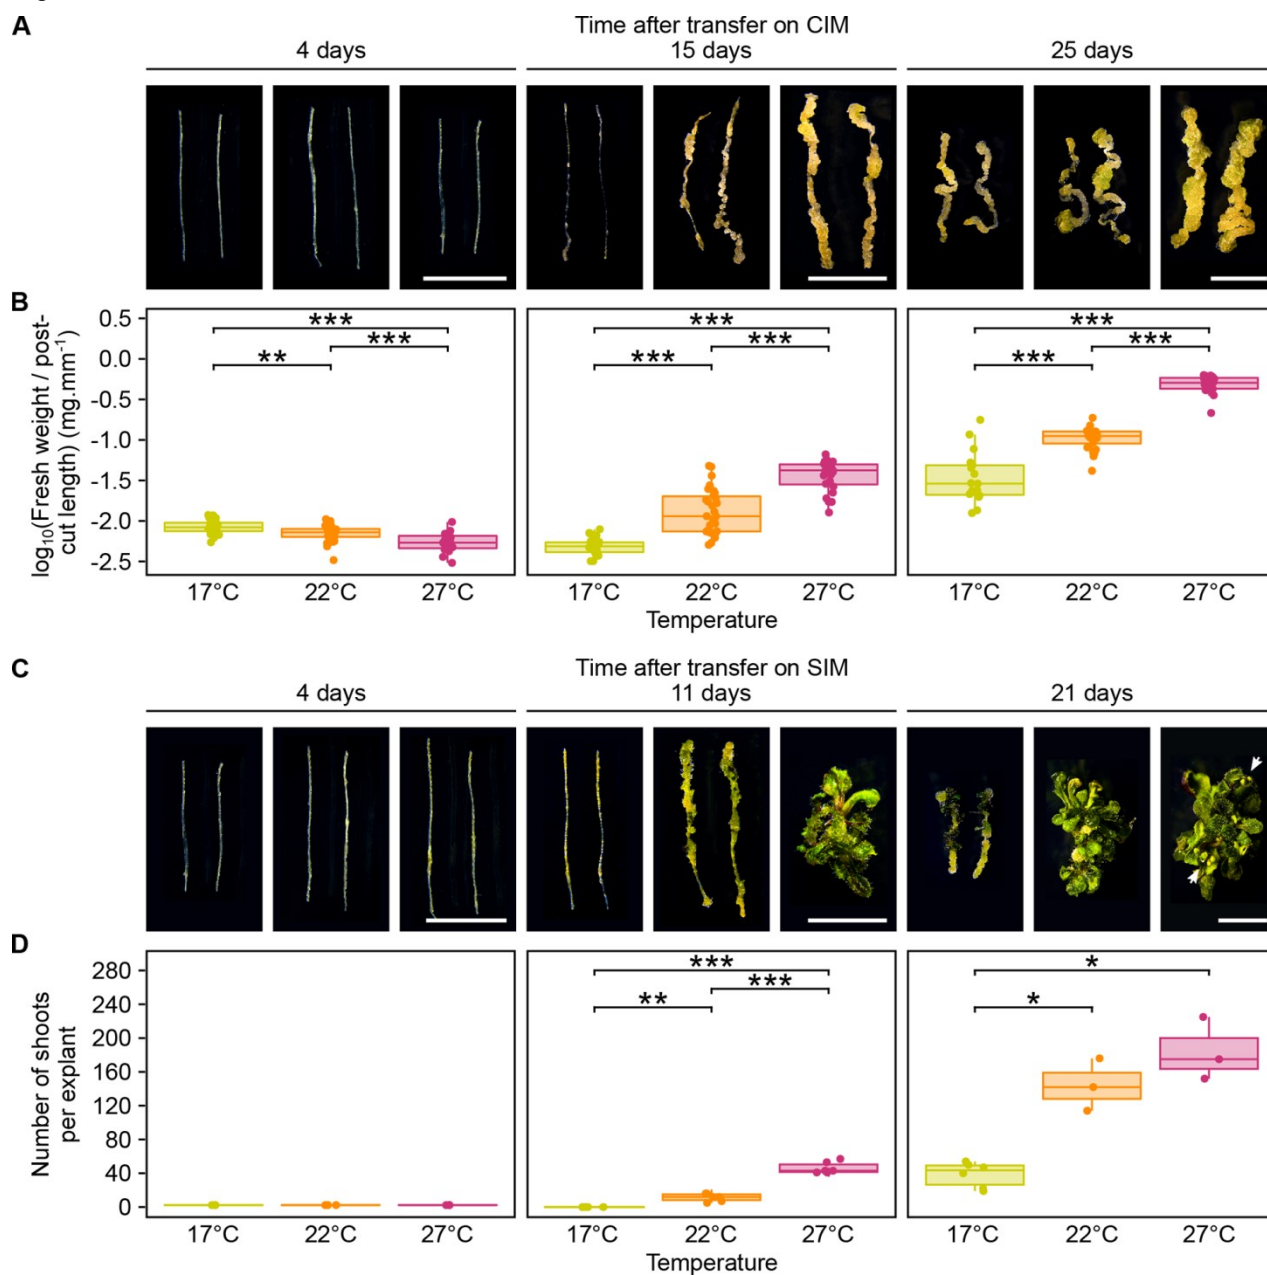 A
Time after transfer on CIM
4 days
15 days
25 days
B
log10(Fresh weight / post-
cut length) (mg.mm-1)
0.5
0.0
-0.5
-1.0
-1.5
-2.0
-2.5
***
**
***
***
***
***
***
***
***
17°C
22°C
27°C
17°C
22°C
27°C
17°C
22°C
27°C
Temperature
C
Time after transfer on SIM
4 days
11 days
21 days
D
Number of shoots
per explant
280
240
200
160
120
80
40
0
***
**
***
*
*
17°C
22°C
27°C
17°C
22°C
27°C
17°C
22°C
27°C
Temperature